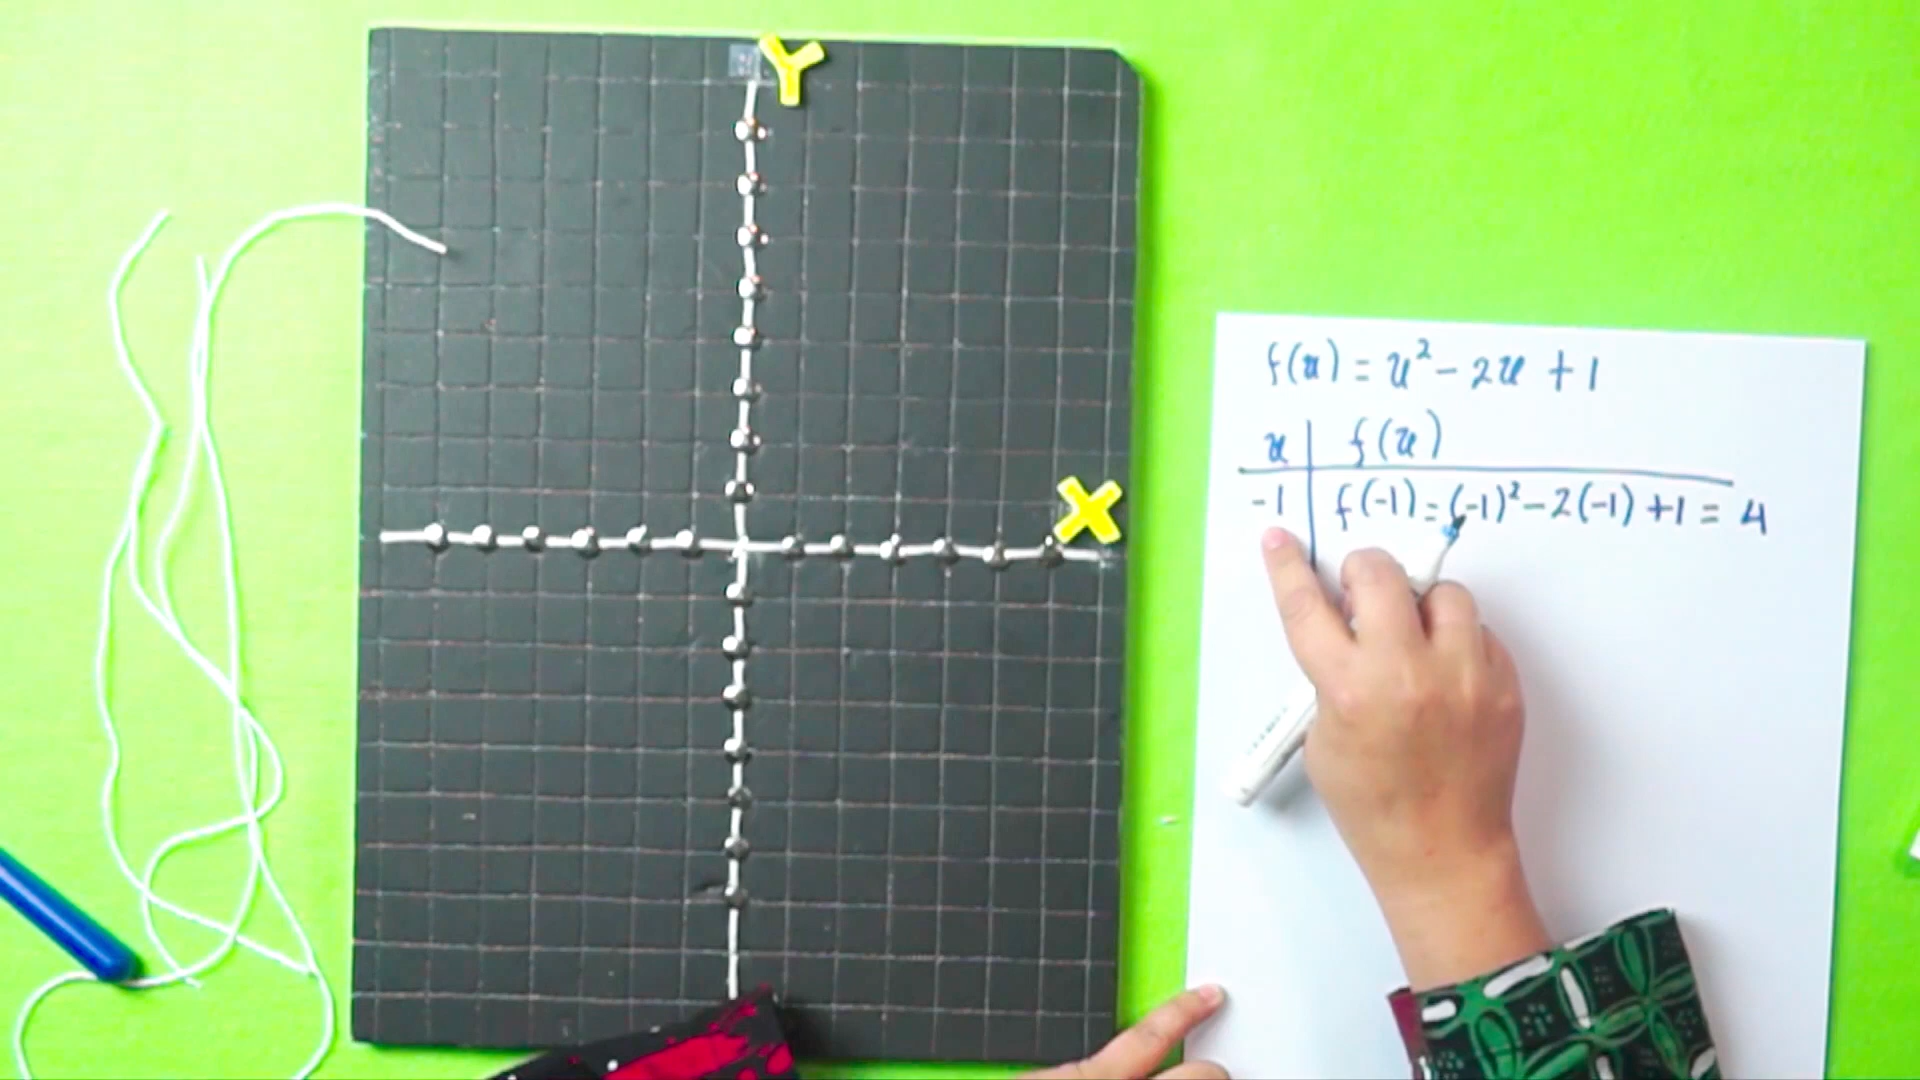 Y
X
f(x) = x² - 2x + 1
x | f(x)
-1 | f(-1) = (-1)² - 2(-1) + 1 = 4